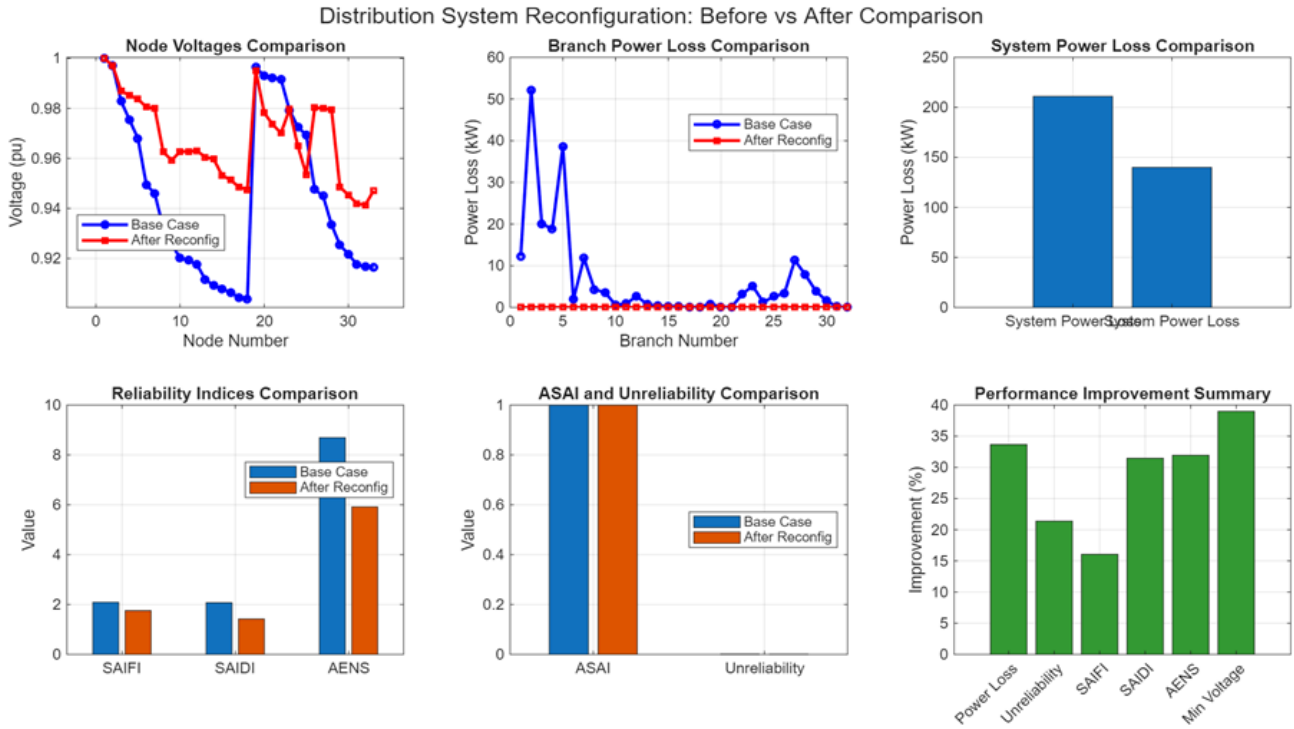 Distribution System Reconfiguration: Before vs After Comparison
Node Voltages Comparison
1
0.98
0.96
0.94
0.92
Voltage (pu)
Base Case
After Reconfig
0
10
20
30
Node Number
Branch Power Loss Comparison
60
50
40
30
20
10
0
Power Loss (kW)
Base Case
After Reconfig
0
5
10
15
20
25
30
Branch Number
System Power Loss Comparison
250
200
150
100
50
0
Power Loss (kW)
System Power Loss
System Power Loss
Reliability Indices Comparison
10
8
6
4
2
0
Value
Base Case
After Reconfig
SAIFI
SAIDI
AENS
ASAI and Unreliability Comparison
1
0.8
0.6
0.4
0.2
0
Value
Base Case
After Reconfig
ASAI
Unreliability
Performance Improvement Summary
40
35
30
25
20
15
10
5
0
Improvement (%)
Power Loss
Unreliability
SAIFI
SAIDI
AENS
Min Voltage